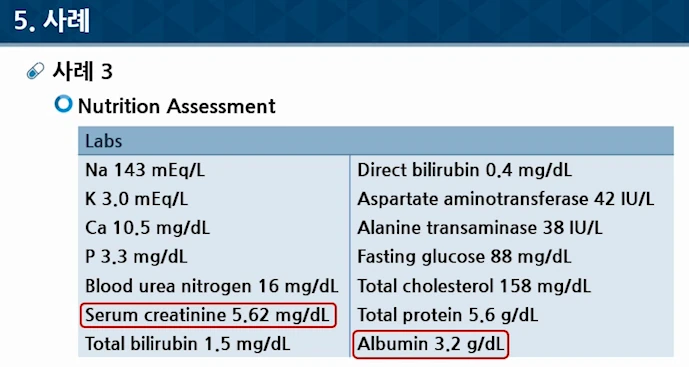 5. 사례
사례 3
Nutrition Assessment
Labs
Na 143 mEq/L
Direct bilirubin 0.4 mg/dL
K 3.0 mEq/L
Aspartate aminotransferase 42 IU/L
Ca 10.5 mg/dL
Alanine transaminase 38 IU/L
P 3.3 mg/dL
Fasting glucose 88 mg/dL
Blood urea nitrogen 16 mg/dL
Total cholesterol 158 mg/dL
Serum creatinine 5.62 mg/dL
Total protein 5.6 g/dL
Total bilirubin 1.5 mg/dL
Albumin 3.2 g/dL